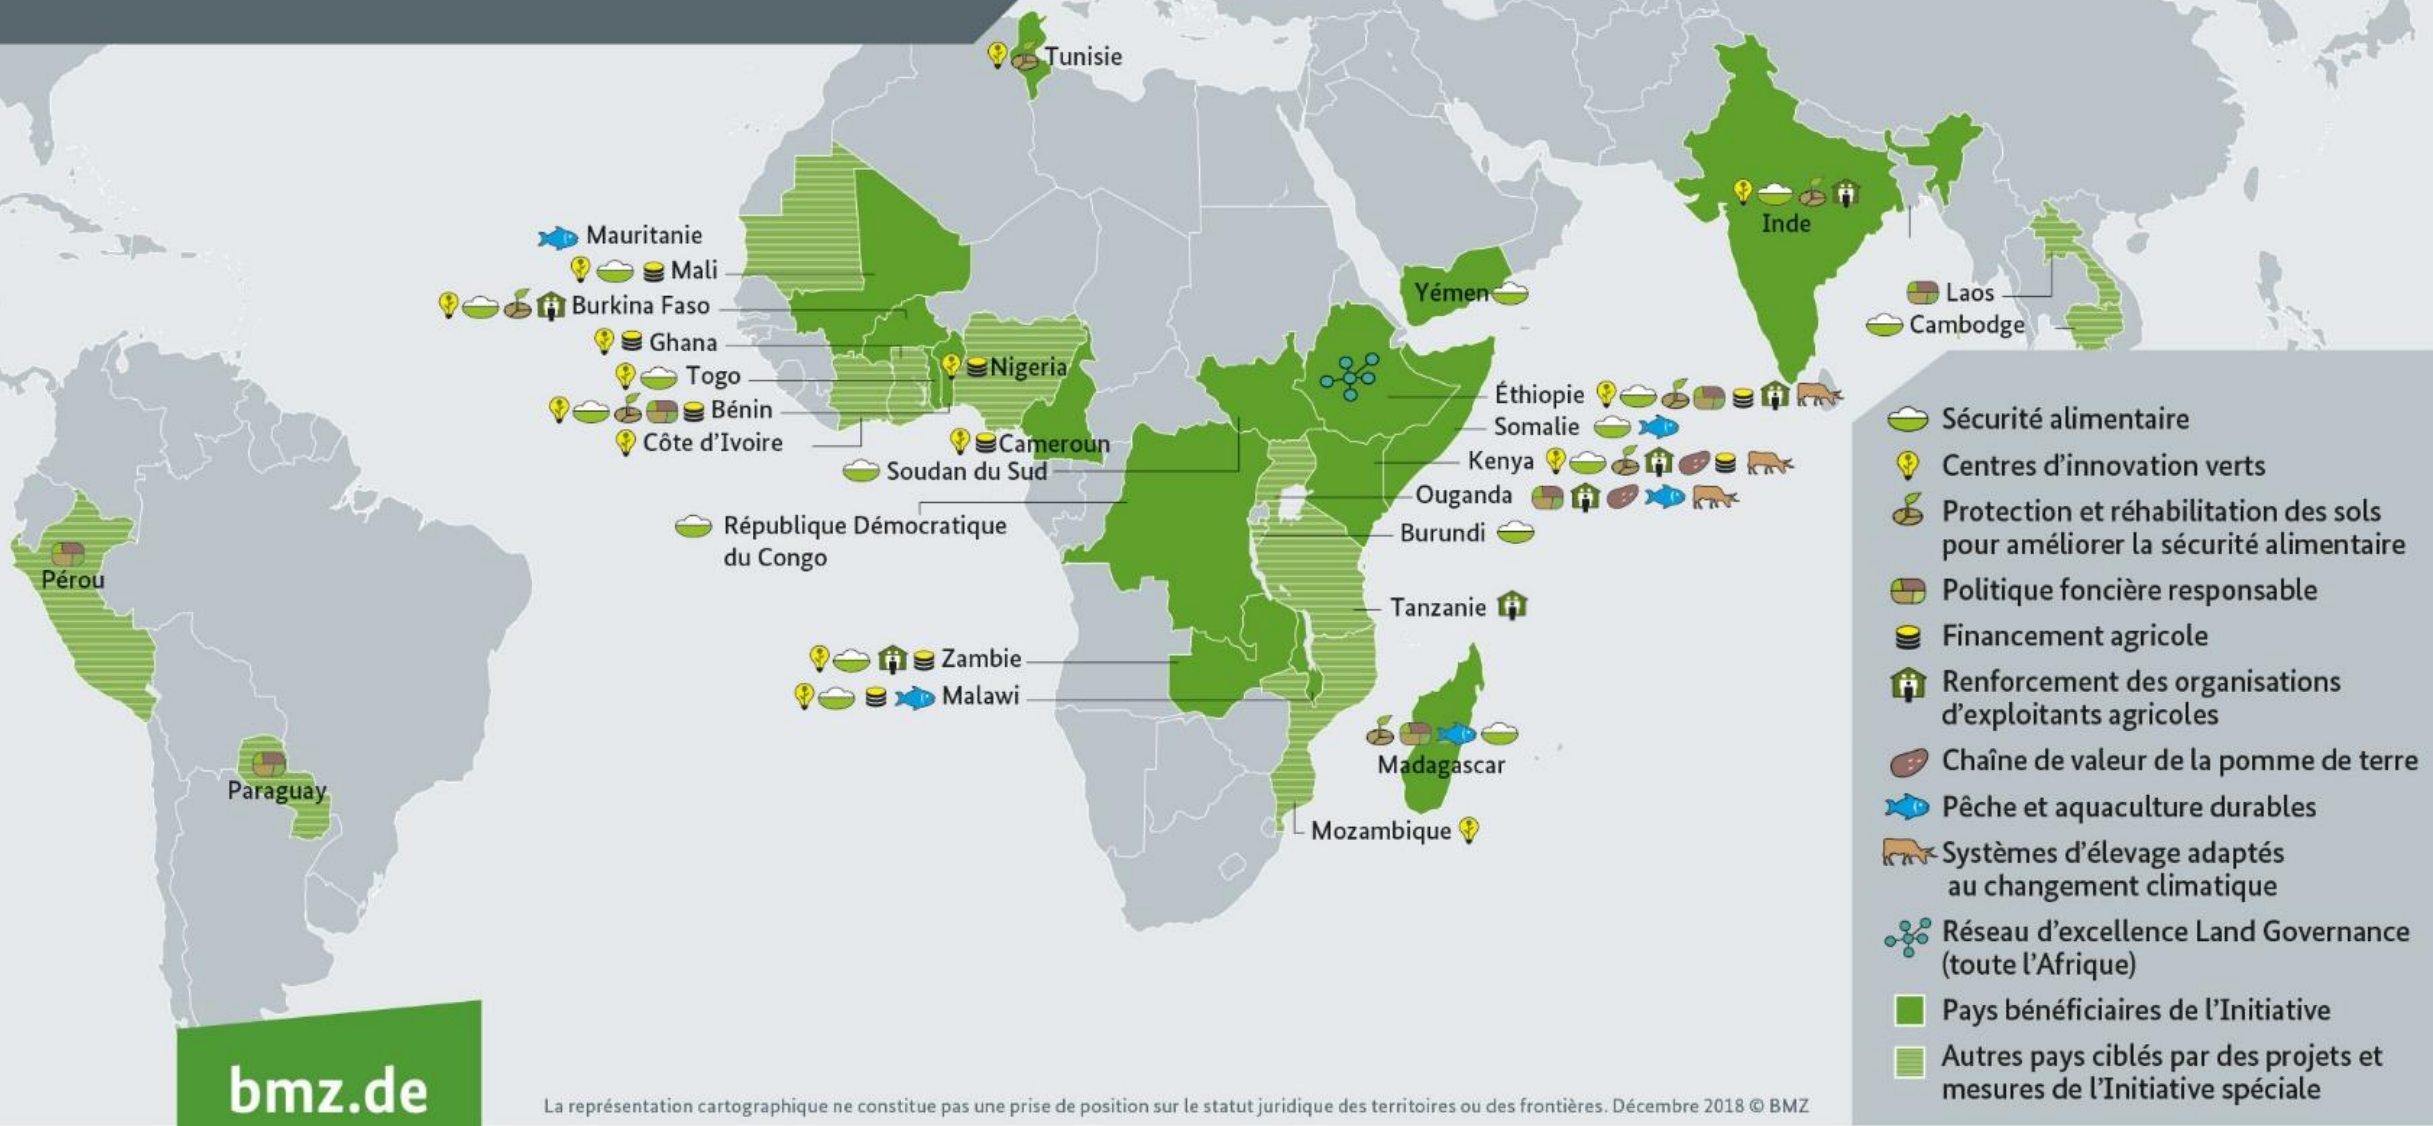 Tunisie
Mauritanie
Mali
Burkina Faso
Ghana
Togo
Bénin
Côte d'Ivoire
Nigeria
Cameroun
Soudan du Sud
République Démocratique
du Congo
Zambie
Malawi
Yémen
Inde
Laos
Cambodge
Éthiopie
Somalie
Kenya
Ouganda
Burundi
Tanzanie
Madagascar
Mozambique
Pérou
Paraguay
Sécurité alimentaire
Centres d'innovation verts
Protection et réhabilitation des sols
pour améliorer la sécurité alimentaire
Politique foncière responsable
Financement agricole
Renforcement des organisations
d'exploitants agricoles
Chaîne de valeur de la pomme de terre
Pêche et aquaculture durables
Systèmes d'élevage adaptés
au changement climatique
Réseau d'excellence Land Governance
(toute l'Afrique)
Pays bénéficiaires de l'Initiative
Autres pays ciblés par des projets et
mesures de l'Initiative spéciale
bmz.de
La représentation cartographique ne constitue pas une prise de position sur le statut juridique des territoires ou des frontières. Décembre 2018 © BMZ